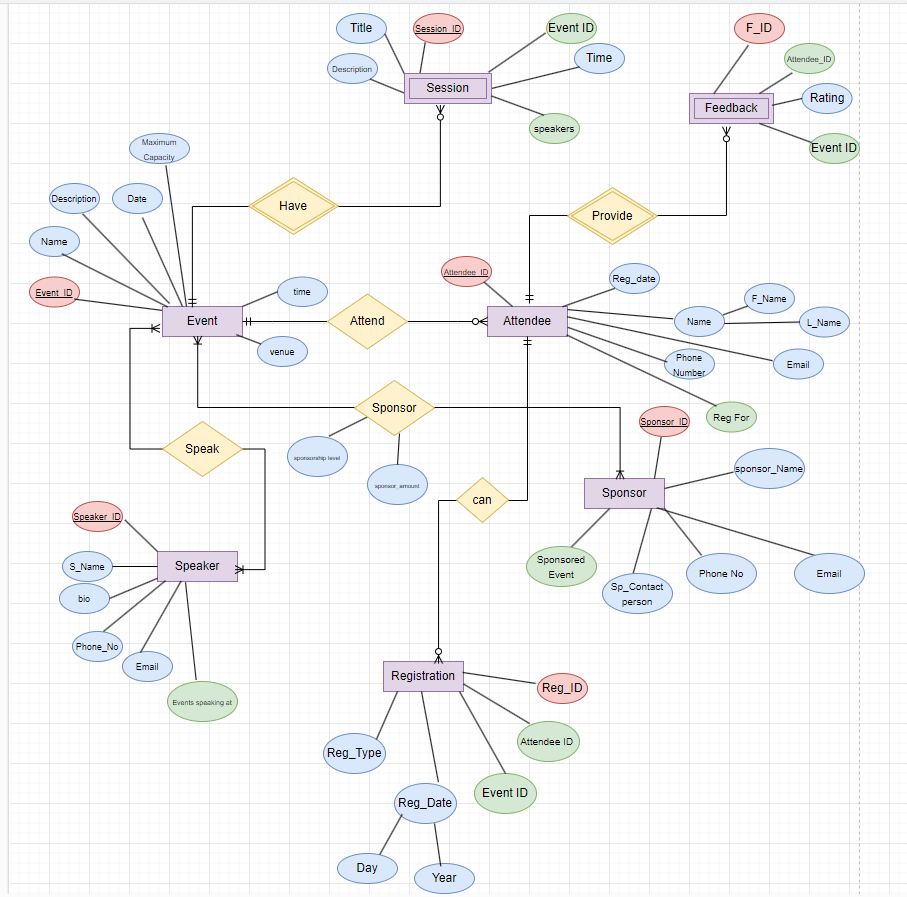 Title
Session_ID
Event ID
Description
Time
Session
speakers
F_ID
Attendee_ID
Rating
Feedback
Event ID
Maximum
Capacity
Description
Date
Name
Event_ID
Have
Provide
time
Event
venue
Attend
Attendee_ID
Reg_date
Attendee
Name
F_Name
L_Name
Phone
Number
Email
Reg For
Sponsor
sponsorship level
sponsor_amount
Speak
can
Sponsor_ID
sponsor_Name
Sponsor
Sponsored
Event
Sp_Contact
person
Phone No
Email
Speaker_ID
S_Name
Speaker
bio
Phone_No
Email
Events speaking at
Registration
Reg_ID
Attendee ID
Reg_Type
Event ID
Reg_Date
Day
Year